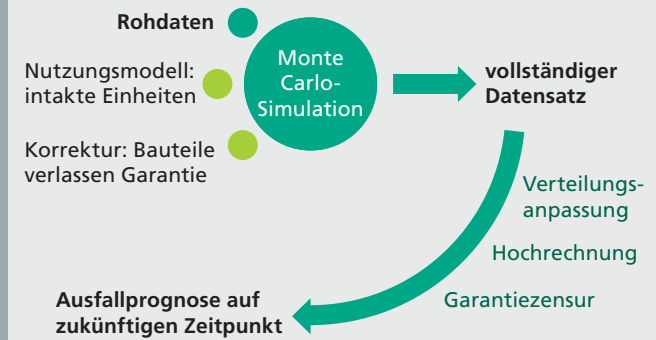 Rohdaten
Nutzungsmodell:
intakte Einheiten
Korrektur: Bauteile
verlassen Garantie
Monte
Carlo-
Simulation
vollständiger
Datensatz
Verteilungs-
anpassung
Hochrechnung
Garantiezensur
Ausfallprognose auf
zukünftigen Zeitpunkt